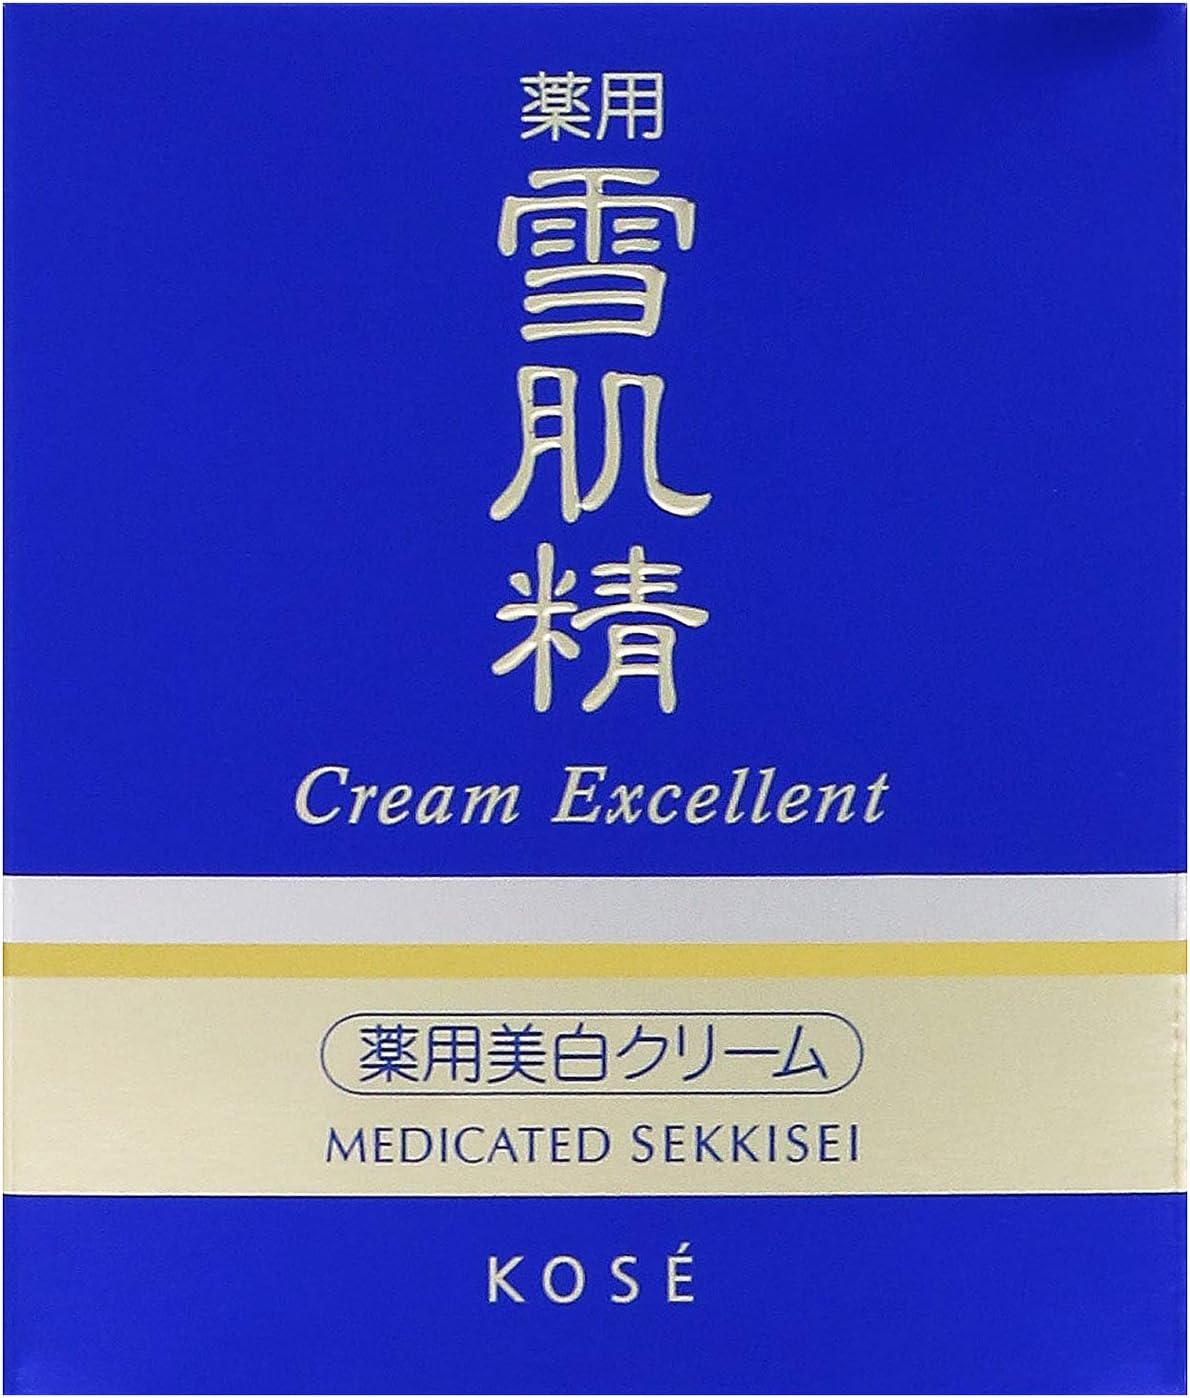 薬用
雪肌精
Cream Excellent
薬用美白クリーム
MEDICATED SEKKISEI
KOSÉ